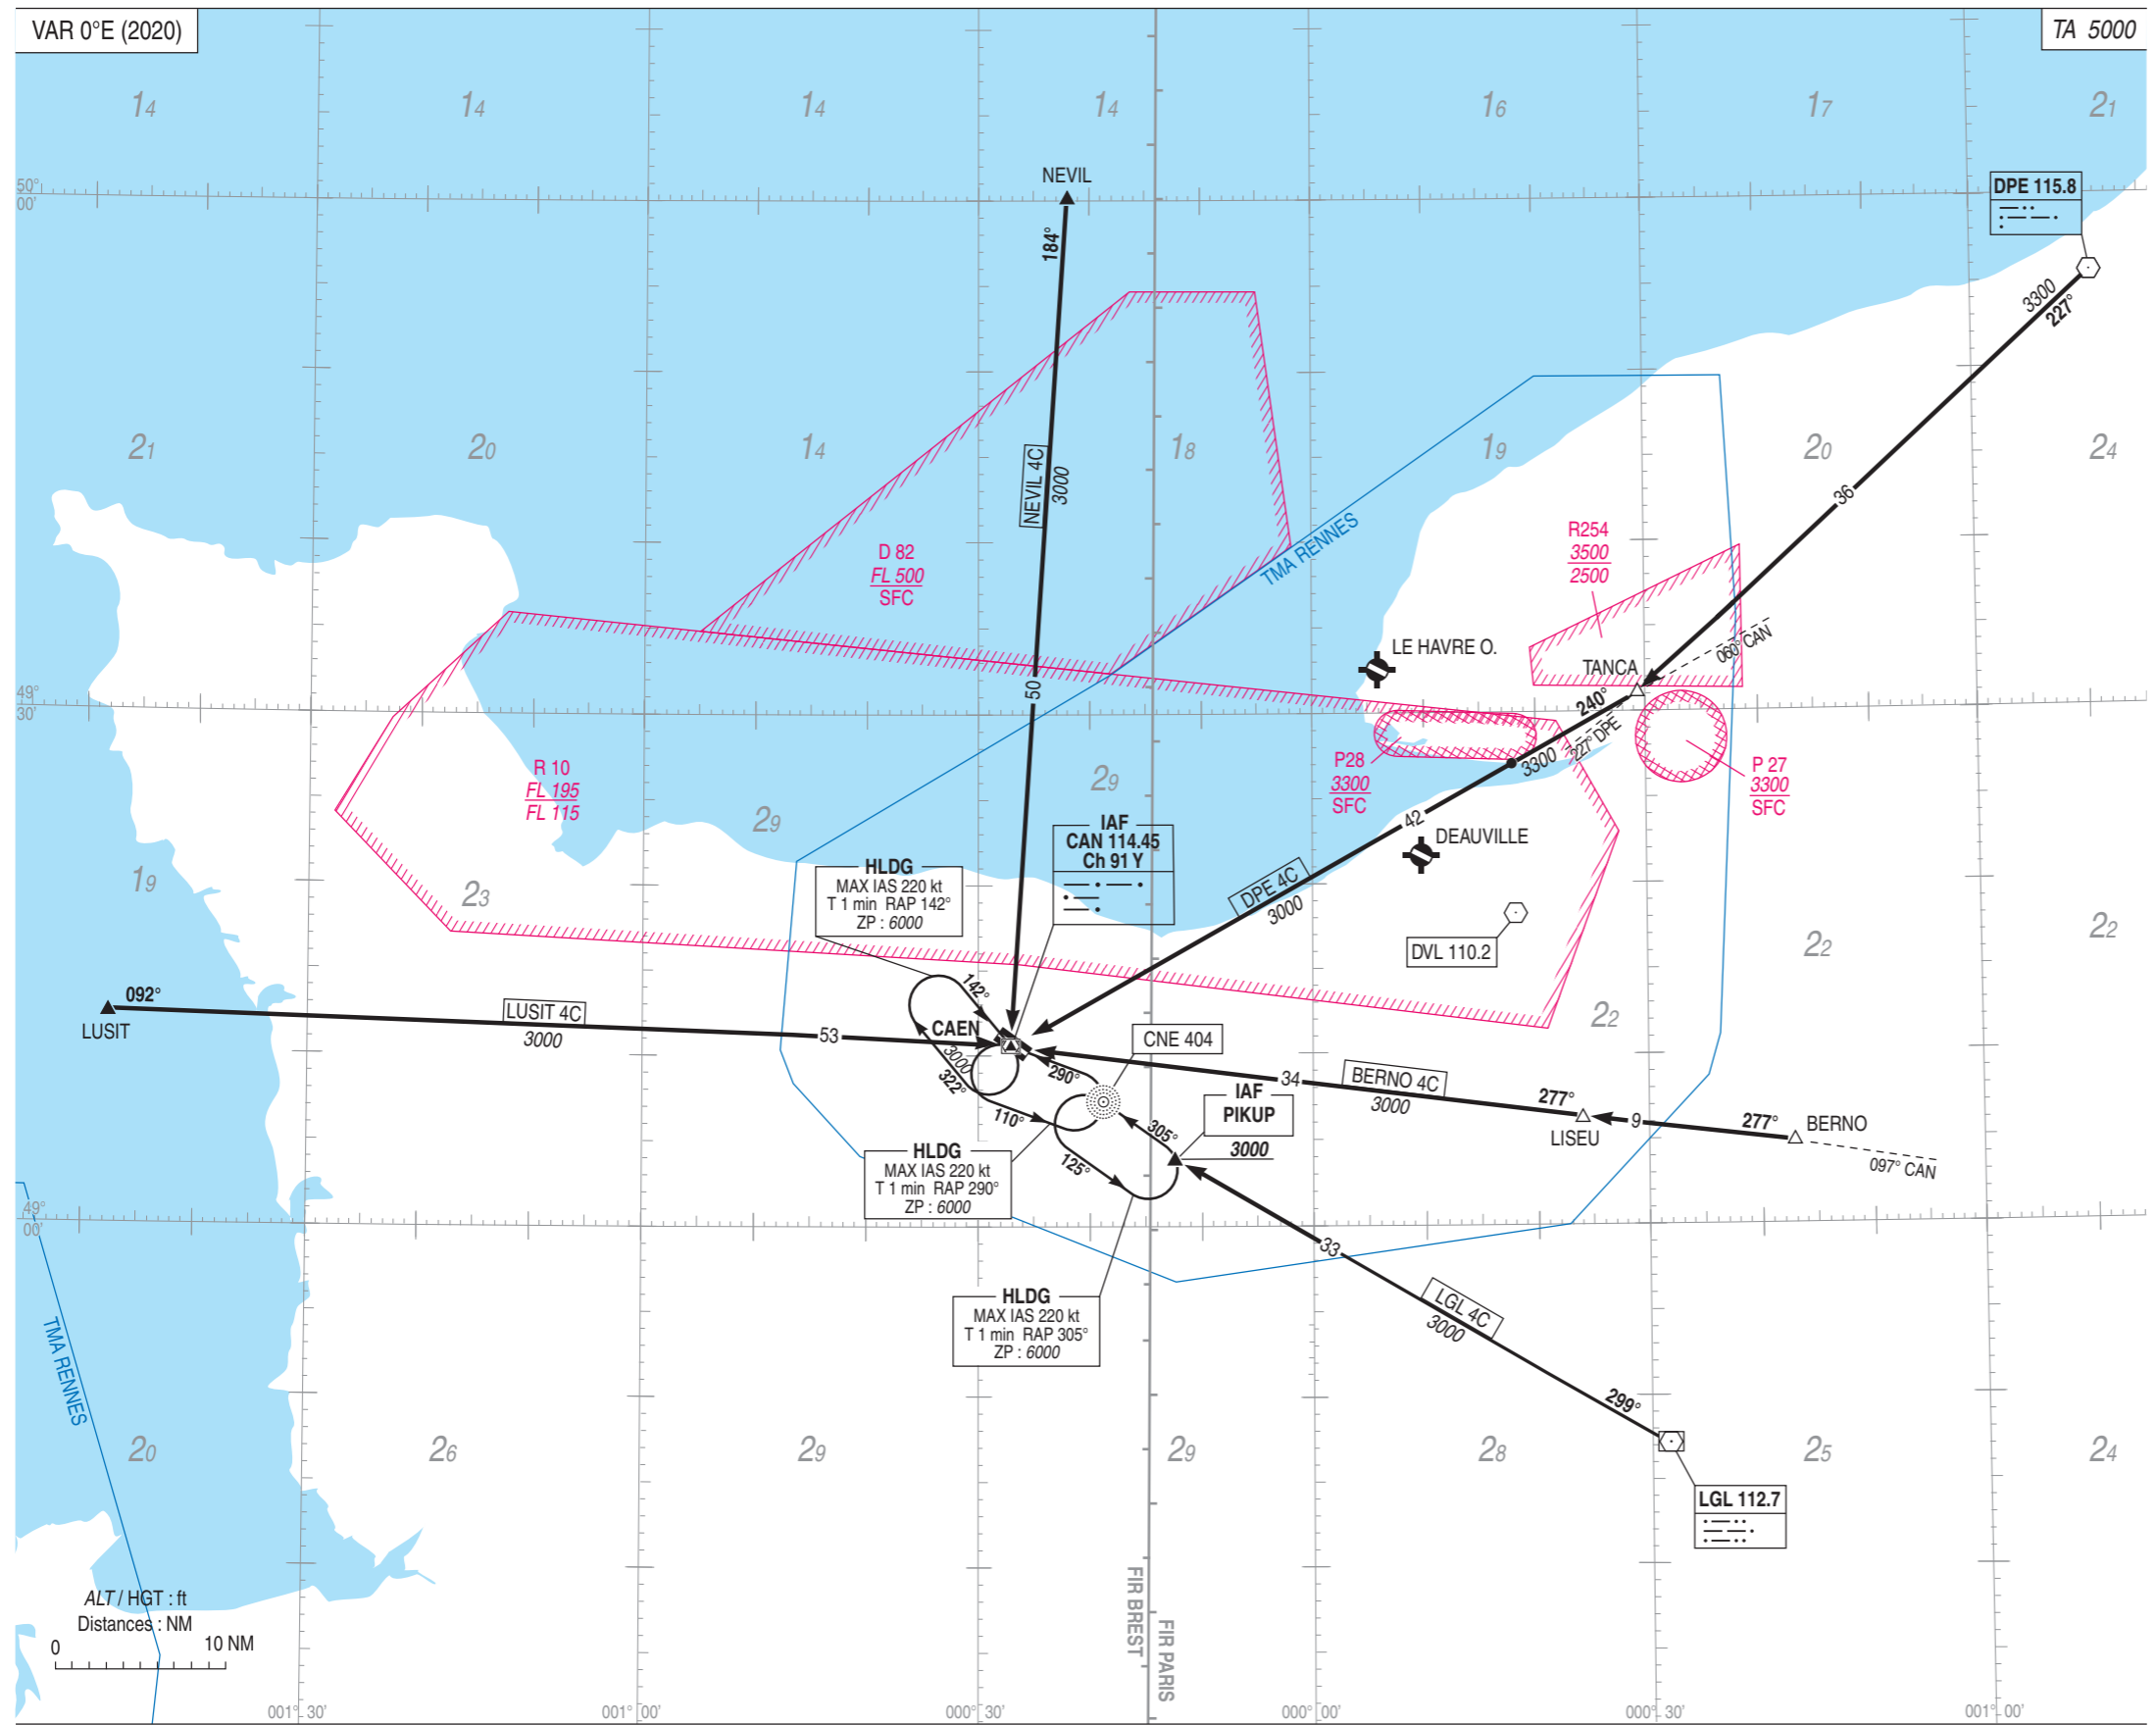 VAR 0°E (2020)
TA 5000
14
14
14
14
16
17
21
50°
00'
NEVIL
184°
DPE 115.8
3300
227°
21
20
14
18
19
20
24
NEVIL 4C
3000
36
TMA RENNES
D 82
FL 500
SFC
R254
3500
2500
LE HAVRE O.
TANCA
060° CAN
49°
30'
50
240°
227° DPE
3300
P28
3300
SFC
P 27
3300
SFC
R 10
FL 195
FL 115
29
29
42
DEAUVILLE
IAF
CAN 114.45
Ch 91 Y
HLDG
MAX IAS 220 kt
T 1 min RAP 142°
ZP : 6000
19
23
DPE 4C
3000
DVL 110.2
22
22
22
142°
092°
LUSIT
LUSIT 4C
3000
53
CAEN
CNE 404
3000
322°
290°
110°
34
BERNO 4C
3000
277°
LISEU
9
277°
BERNO
097° CAN
IAF
PIKUP
3000
305°
125°
HLDG
MAX IAS 220 kt
T 1 min RAP 290°
ZP : 6000
49°
00'
33
HLDG
MAX IAS 220 kt
T 1 min RAP 305°
ZP : 6000
LGL 4C
3000
299°
TMA RENNES
20
26
29
29
28
25
24
LGL 112.7
FIR BREST
FIR PARIS
ALT / HGT : ft
Distances : NM
0
10 NM
001° 30'
001° 00'
000° 30'
000° 00'
000° 30'
001° 00'